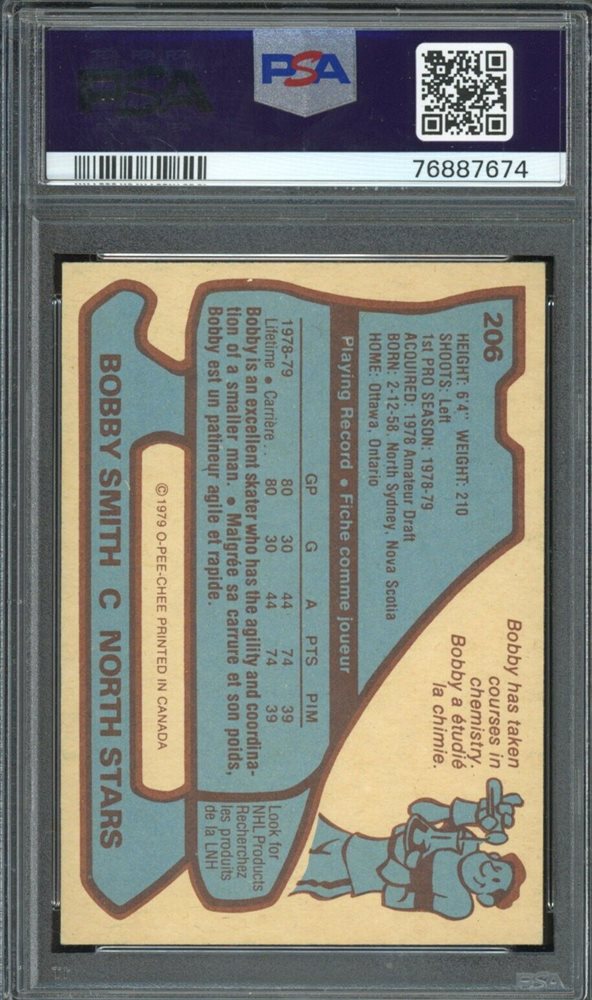 PSA
PSA
76887674
206
HEIGHT: 6'4" WEIGHT: 210
SHOOTS: Left
1st PRO SEASON: 1978-79
ACQUIRED: 1978 Amateur Draft
BORN: 2-12-58, North Sydney, Nova Scotia
HOME: Ottawa, Ontario
Bobby has taken
courses in
chemistry.
Bobby a étudié
la chimie.
Playing Record • Fiche comme joueur
GP G A PTS PIM
1978-79 80 30 44 74 39
Lifetime • Carrière . . 80 30 44 74 39
Bobby is an excellent skater who has the agility and coordina-
tion of a smaller man. • Malgrée sa carrure et son poids,
Bobby est un patineur agile et rapide.
Look for
NHL Products
Recherchez
les produits
de la LNH
© 1979 O-PEE-CHEE PRINTED IN CANADA
BOBBY SMITH C NORTH STARS
PSA